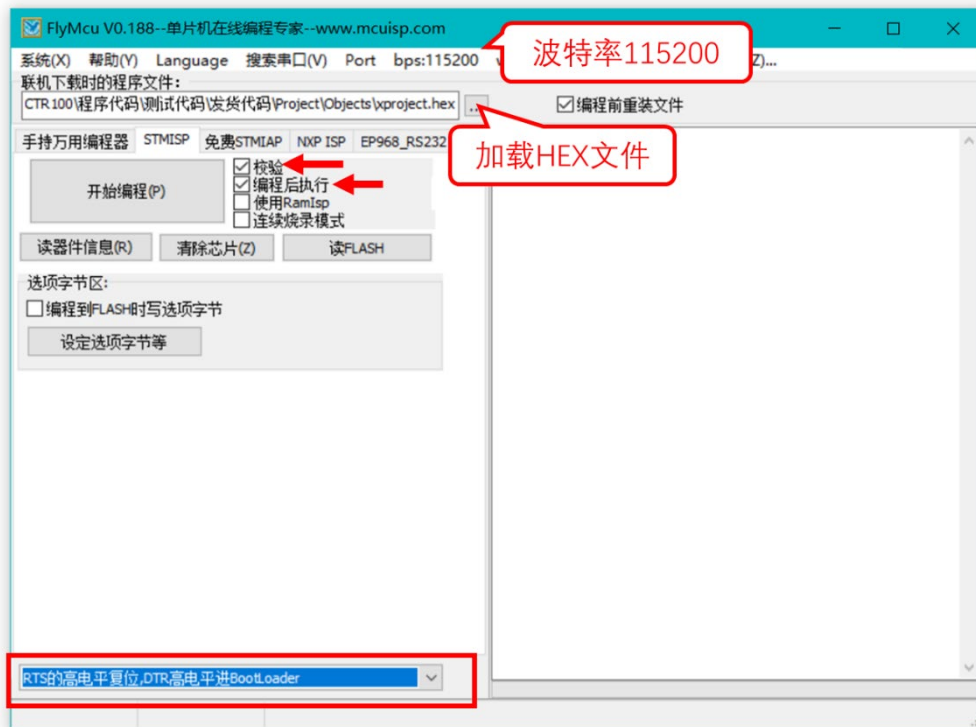 FlyMcu V0.188--单片机在线编程专家--www.mcuisp.com
系统(X) 帮助(Y) Language 搜索串口(V) Port bps:115200
Z)...
波特率115200
联机下载时的程序文件:
CTR100\程序代码\测试代码\发货代码\Project\Objects\xproject.hex
...
编程前重装文件
加载HEX文件
手持万用编程器 STMISP 免费STMIAP NXP ISP EP968_RS232
开始编程(P)
校验
编程后执行
使用RamIsp
连续烧录模式
读器件信息(R) 清除芯片(Z) 读FLASH
选项字节区:
编程到FLASH时写选项字节
设定选项字节等
RTS的高电平复位,DTR高电平进BootLoader